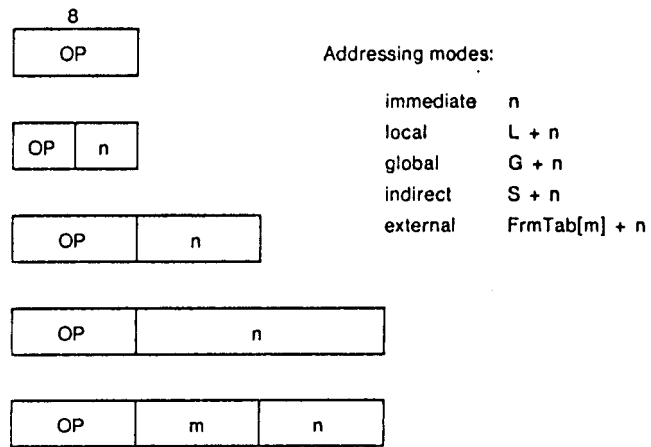 8
OP
OP n
OP n
OP n
OP m n
Addressing modes:
immediate n
local L + n
global G + n
indirect S + n
external FrmTab[m] + n